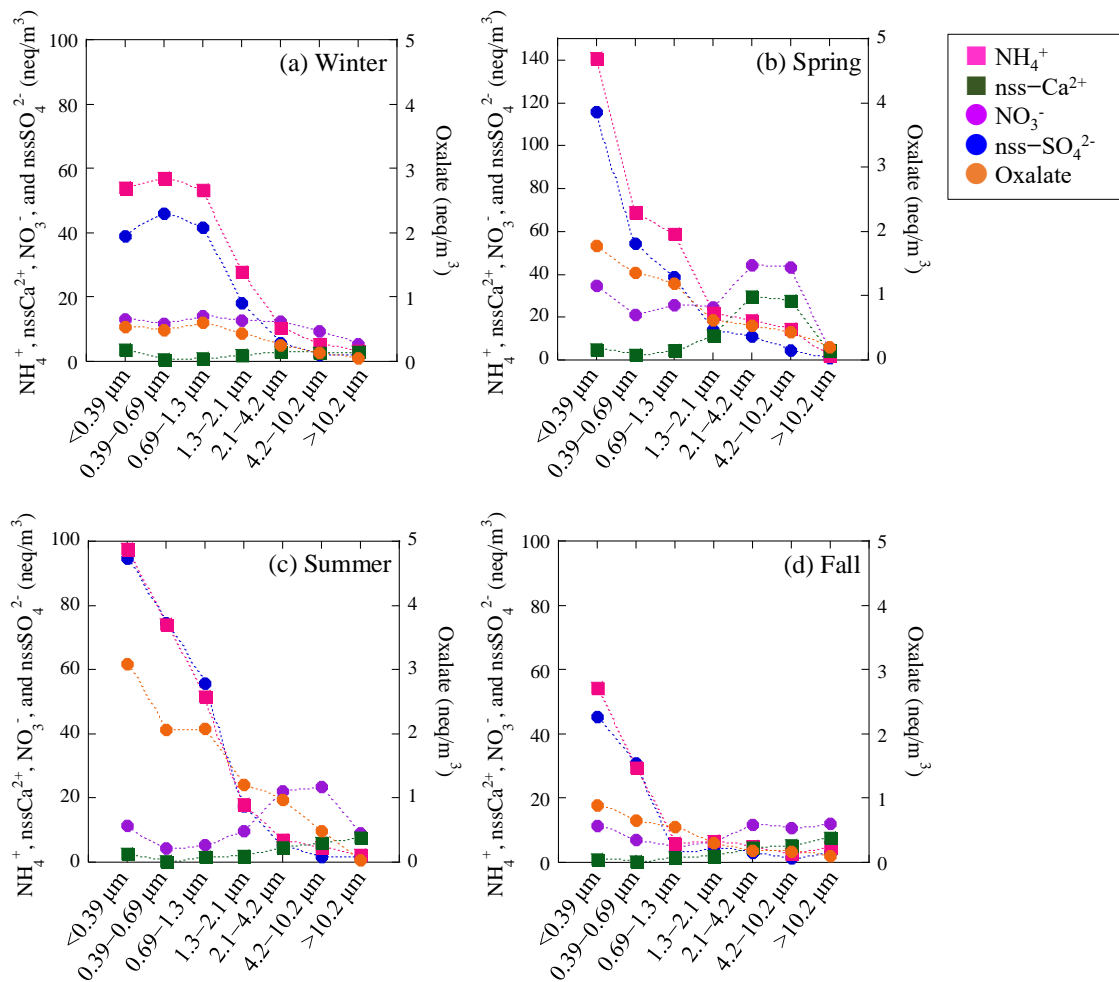 (a) Winter
NH₄⁺, nssCa²⁺, NO₃⁻, and nssSO₄²⁻ (neq/m³)
100
80
60
40
20
0
5
4
3
2
1
0
Oxalate (neq/m³)
<0.39 μm
0.39−0.69 μm
0.69−1.3 μm
1.3−2.1 μm
2.1−4.2 μm
4.2−10.2 μm
>10.2 μm
(b) Spring
NH₄⁺, nssCa²⁺, NO₃⁻, and nssSO₄²⁻ (neq/m³)
140
120
100
80
60
40
20
0
5
4
3
2
1
0
Oxalate (neq/m³)
<0.39 μm
0.39−0.69 μm
0.69−1.3 μm
1.3−2.1 μm
2.1−4.2 μm
4.2−10.2 μm
>10.2 μm
NH₄⁺
nss−Ca²⁺
NO₃⁻
nss−SO₄²⁻
Oxalate
(c) Summer
NH₄⁺, nssCa²⁺, NO₃⁻, and nssSO₄²⁻ (neq/m³)
100
80
60
40
20
0
5
4
3
2
1
0
Oxalate (neq/m³)
<0.39 μm
0.39−0.69 μm
0.69−1.3 μm
1.3−2.1 μm
2.1−4.2 μm
4.2−10.2 μm
>10.2 μm
(d) Fall
NH₄⁺, nssCa²⁺, NO₃⁻, and nssSO₄²⁻ (neq/m³)
100
80
60
40
20
0
5
4
3
2
1
0
Oxalate (neq/m³)
<0.39 μm
0.39−0.69 μm
0.69−1.3 μm
1.3−2.1 μm
2.1−4.2 μm
4.2−10.2 μm
>10.2 μm